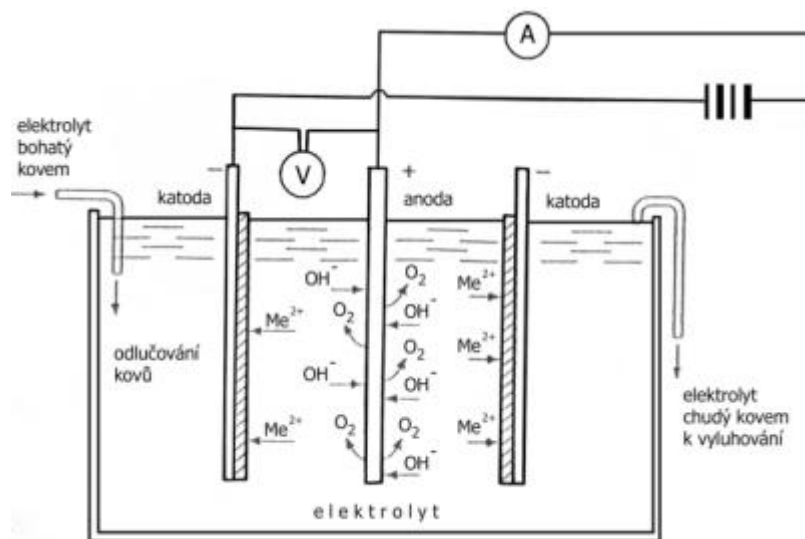 A
elektrolyt
bohatý
kovem
V
−
+
−
katoda
anoda
katoda
OH⁻
O₂
Me²⁺
O₂
OH⁻
Me²⁺
odlučování
kovů
O₂
Me²⁺
OH⁻
OH⁻
elektrolyt
chudý kovem
k vyluhování
Me²⁺
O₂
O₂
Me²⁺
OH⁻
elektrolyt